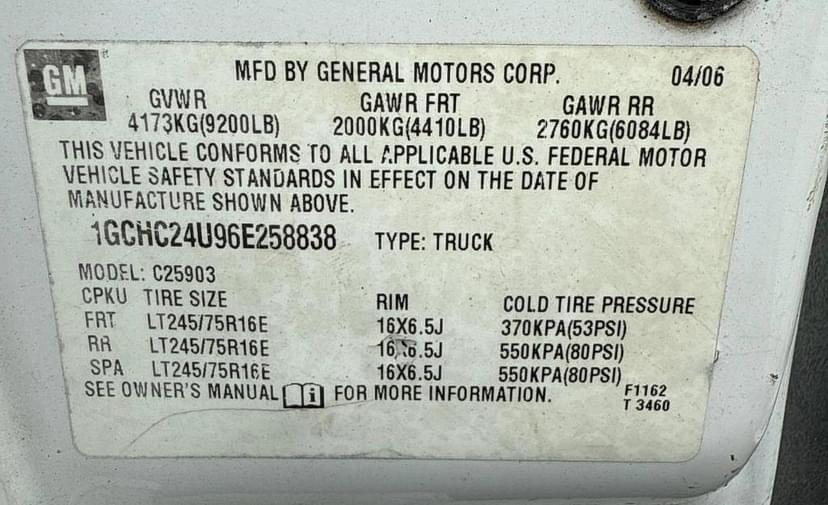 GM
MFD BY GENERAL MOTORS CORP. 04/06
GVWR GAWR FRT GAWR RR
4173KG(9200LB) 2000KG(4410LB) 2760KG(6084LB)
THIS VEHICLE CONFORMS TO ALL APPLICABLE U.S. FEDERAL MOTOR
VEHICLE SAFETY STANDARDS IN EFFECT ON THE DATE OF
MANUFACTURE SHOWN ABOVE.
1GCHC24U96E258838 TYPE: TRUCK
MODEL: C25903
CPKU TIRE SIZE RIM COLD TIRE PRESSURE
FRT LT245/75R16E 16X6.5J 370KPA(53PSI)
RR LT245/75R16E 16X6.5J 550KPA(80PSI)
SPA LT245/75R16E 16X6.5J 550KPA(80PSI)
SEE OWNER'S MANUAL i FOR MORE INFORMATION. F1162
T 3460